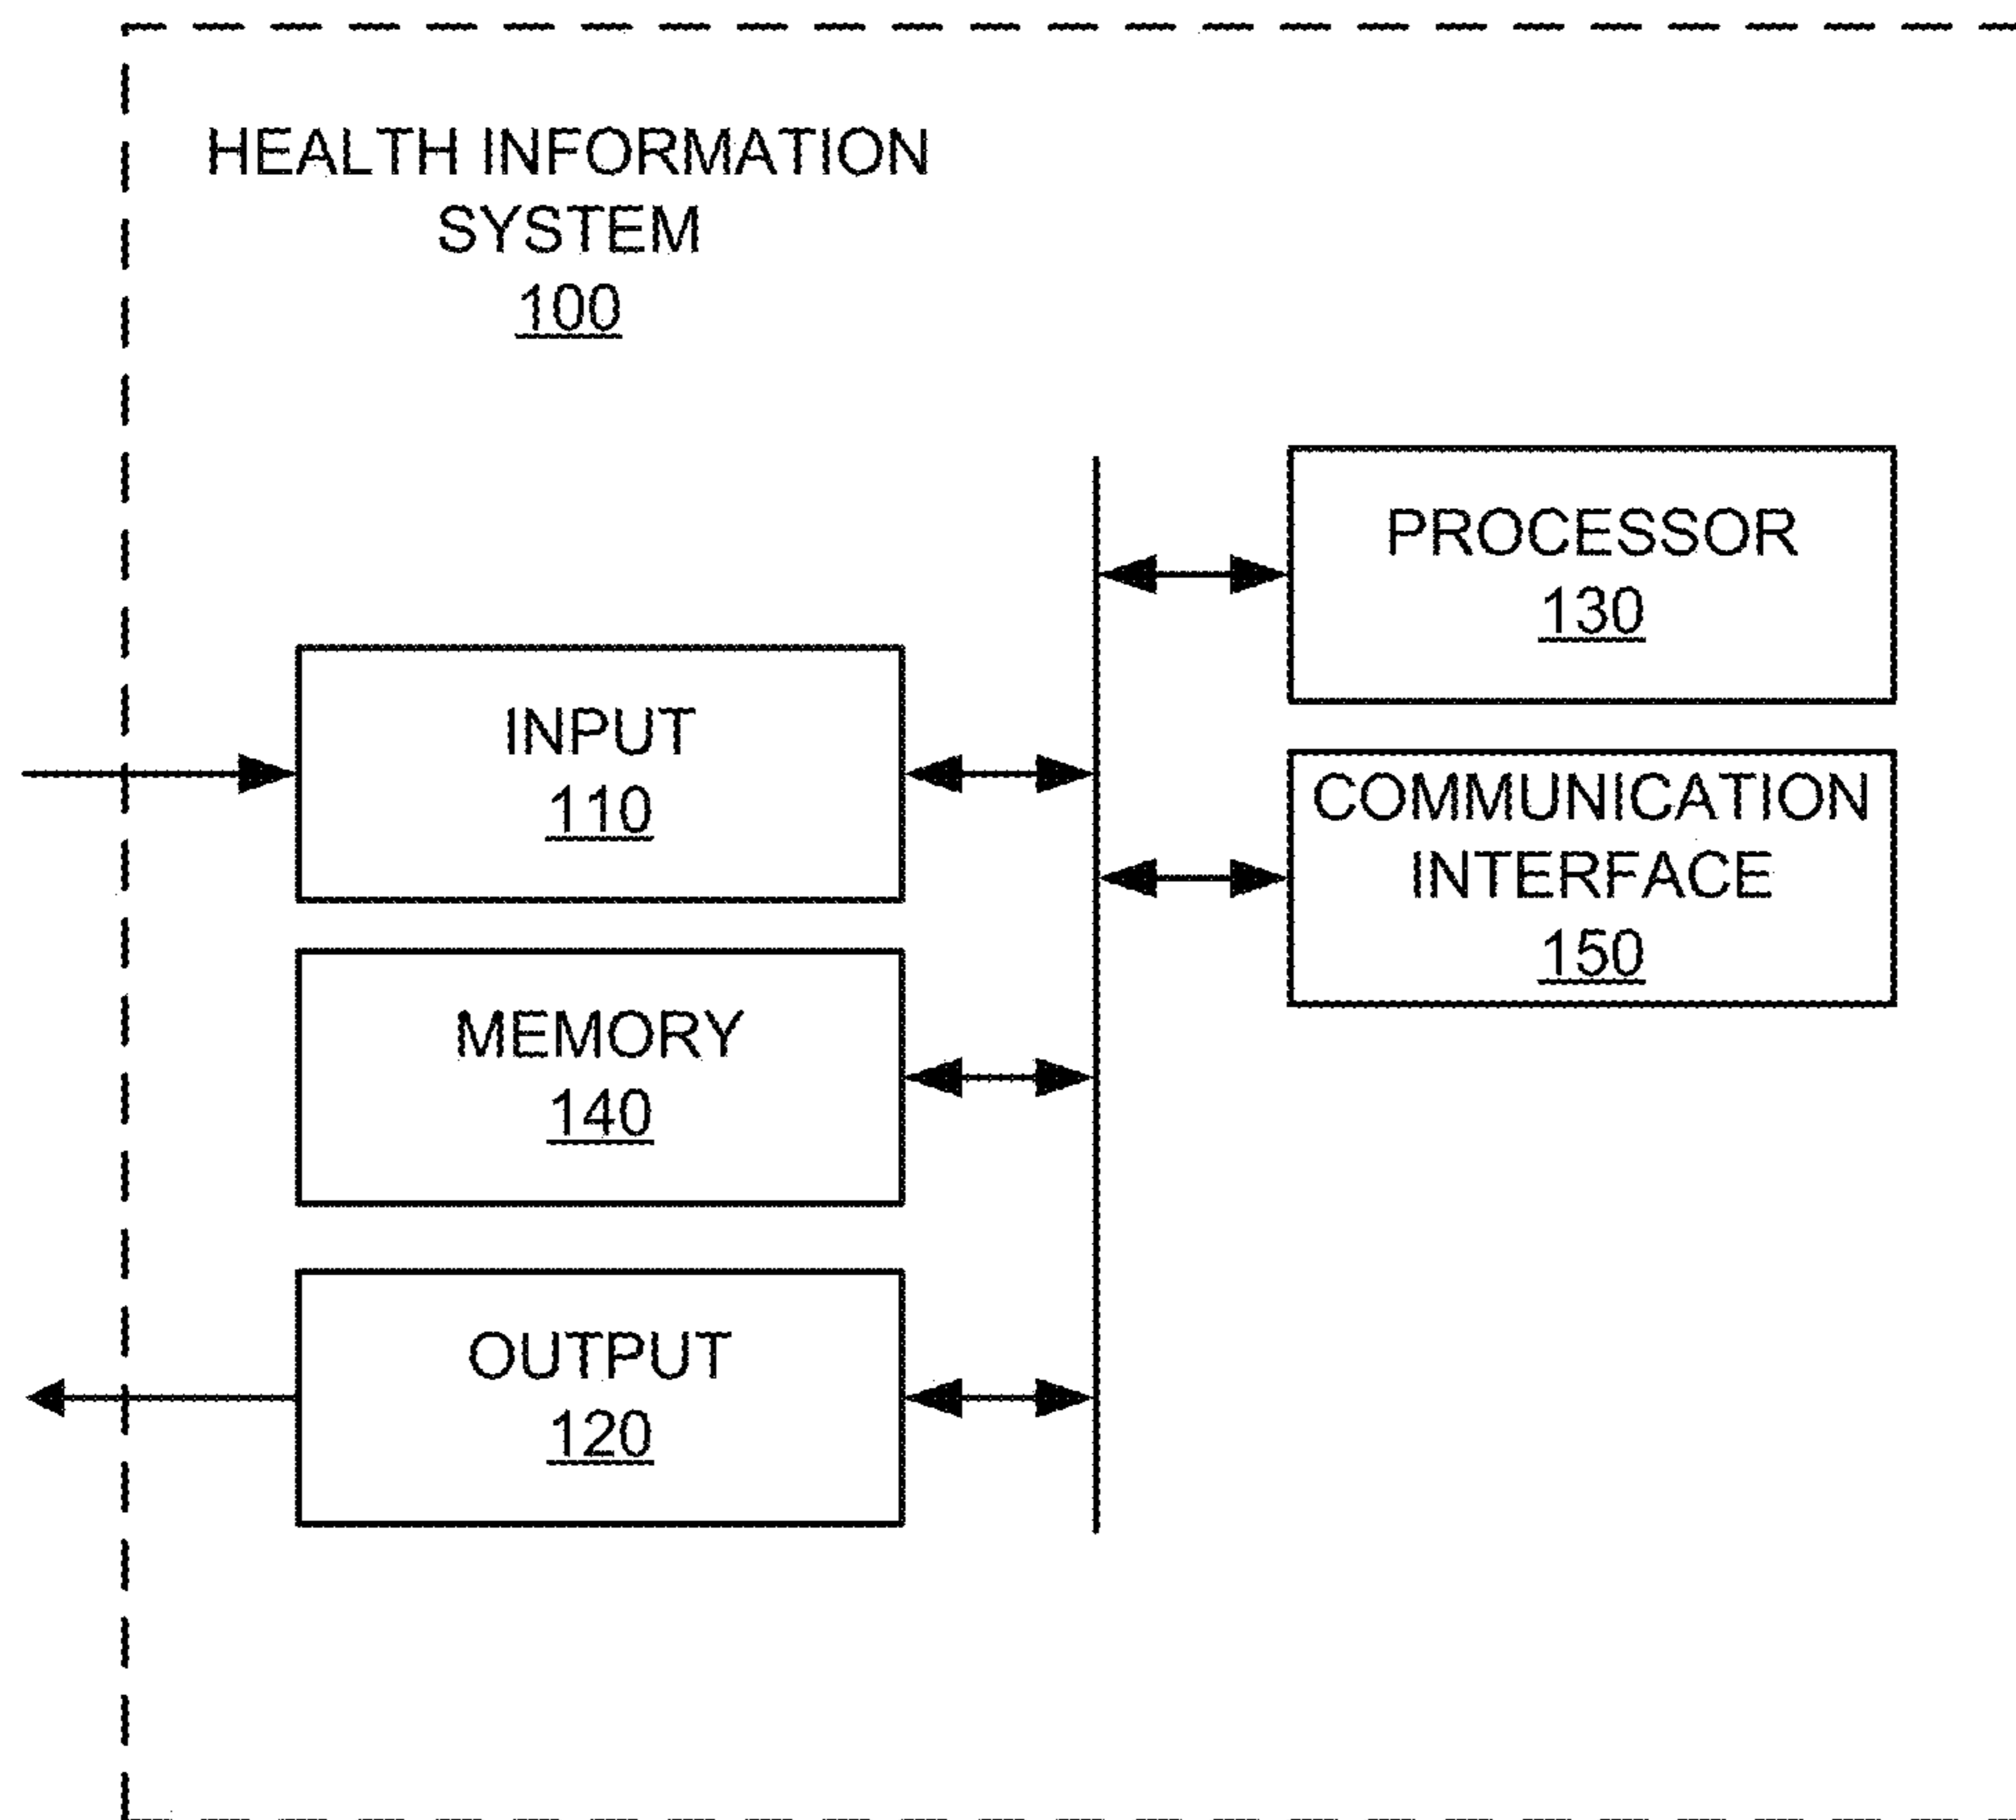 HEALTH INFORMATION
SYSTEM
100
PROCESSOR
130
INPUT
110
COMMUNICATION
INTERFACE
150
MEMORY
140
OUTPUT
120